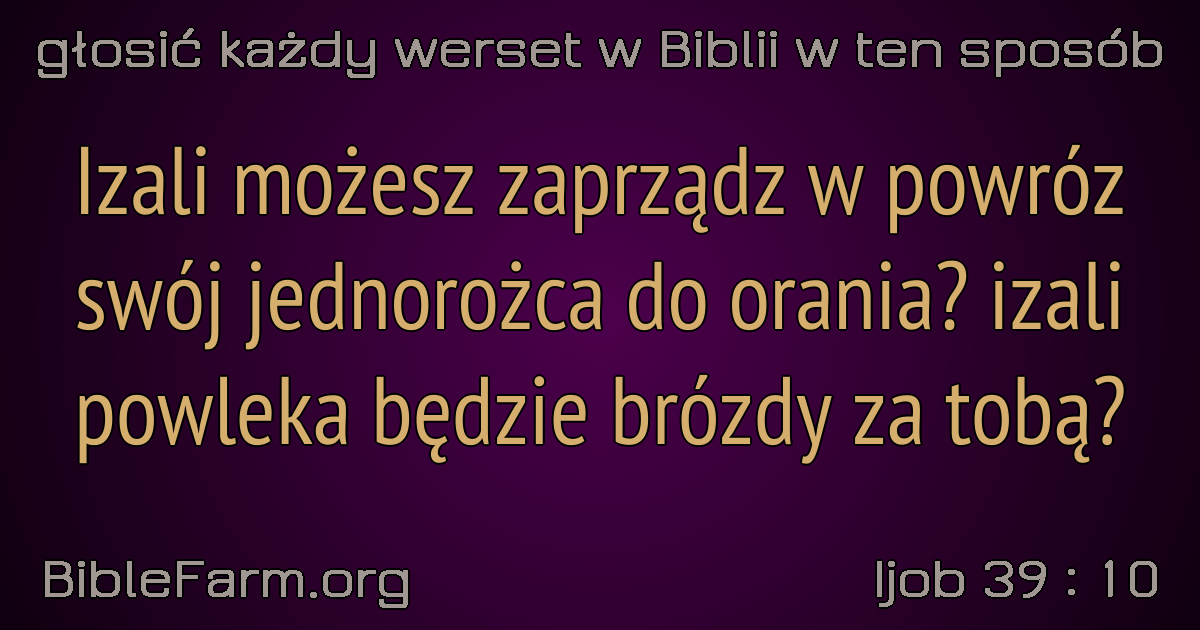 głosić każdy werset w Biblii w ten sposób
Izali możesz zaprządz w powróz
swój jednorożca do orania? izali
powleka będzie brózdy za tobą?
BibleFarm.org
Ijob 39 : 10